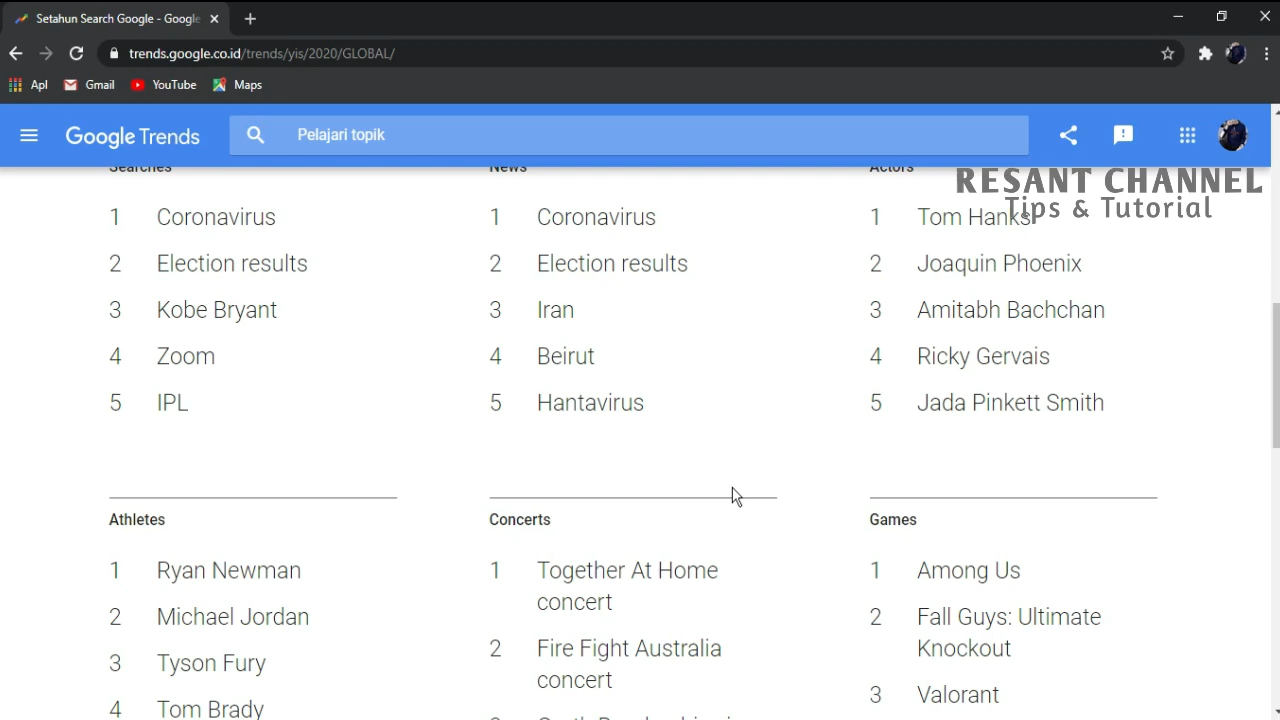 Setahun Search Google - Google
trends.google.co.id/trends/yis/2020/GLOBAL/
Apl
Gmail
YouTube
Maps
Google Trends
Pelajari topik
RESANT CHANNEL
Tips & Tutorial
Searches
1 Coronavirus
2 Election results
3 Kobe Bryant
4 Zoom
5 IPL
News
1 Coronavirus
2 Election results
3 Iran
4 Beirut
5 Hantavirus
Actors
1 Tom Hanks
2 Joaquin Phoenix
3 Amitabh Bachchan
4 Ricky Gervais
5 Jada Pinkett Smith
Athletes
1 Ryan Newman
2 Michael Jordan
3 Tyson Fury
4 Tom Brady
Concerts
1 Together At Home
concert
2 Fire Fight Australia
concert
Games
1 Among Us
2 Fall Guys: Ultimate
Knockout
3 Valorant